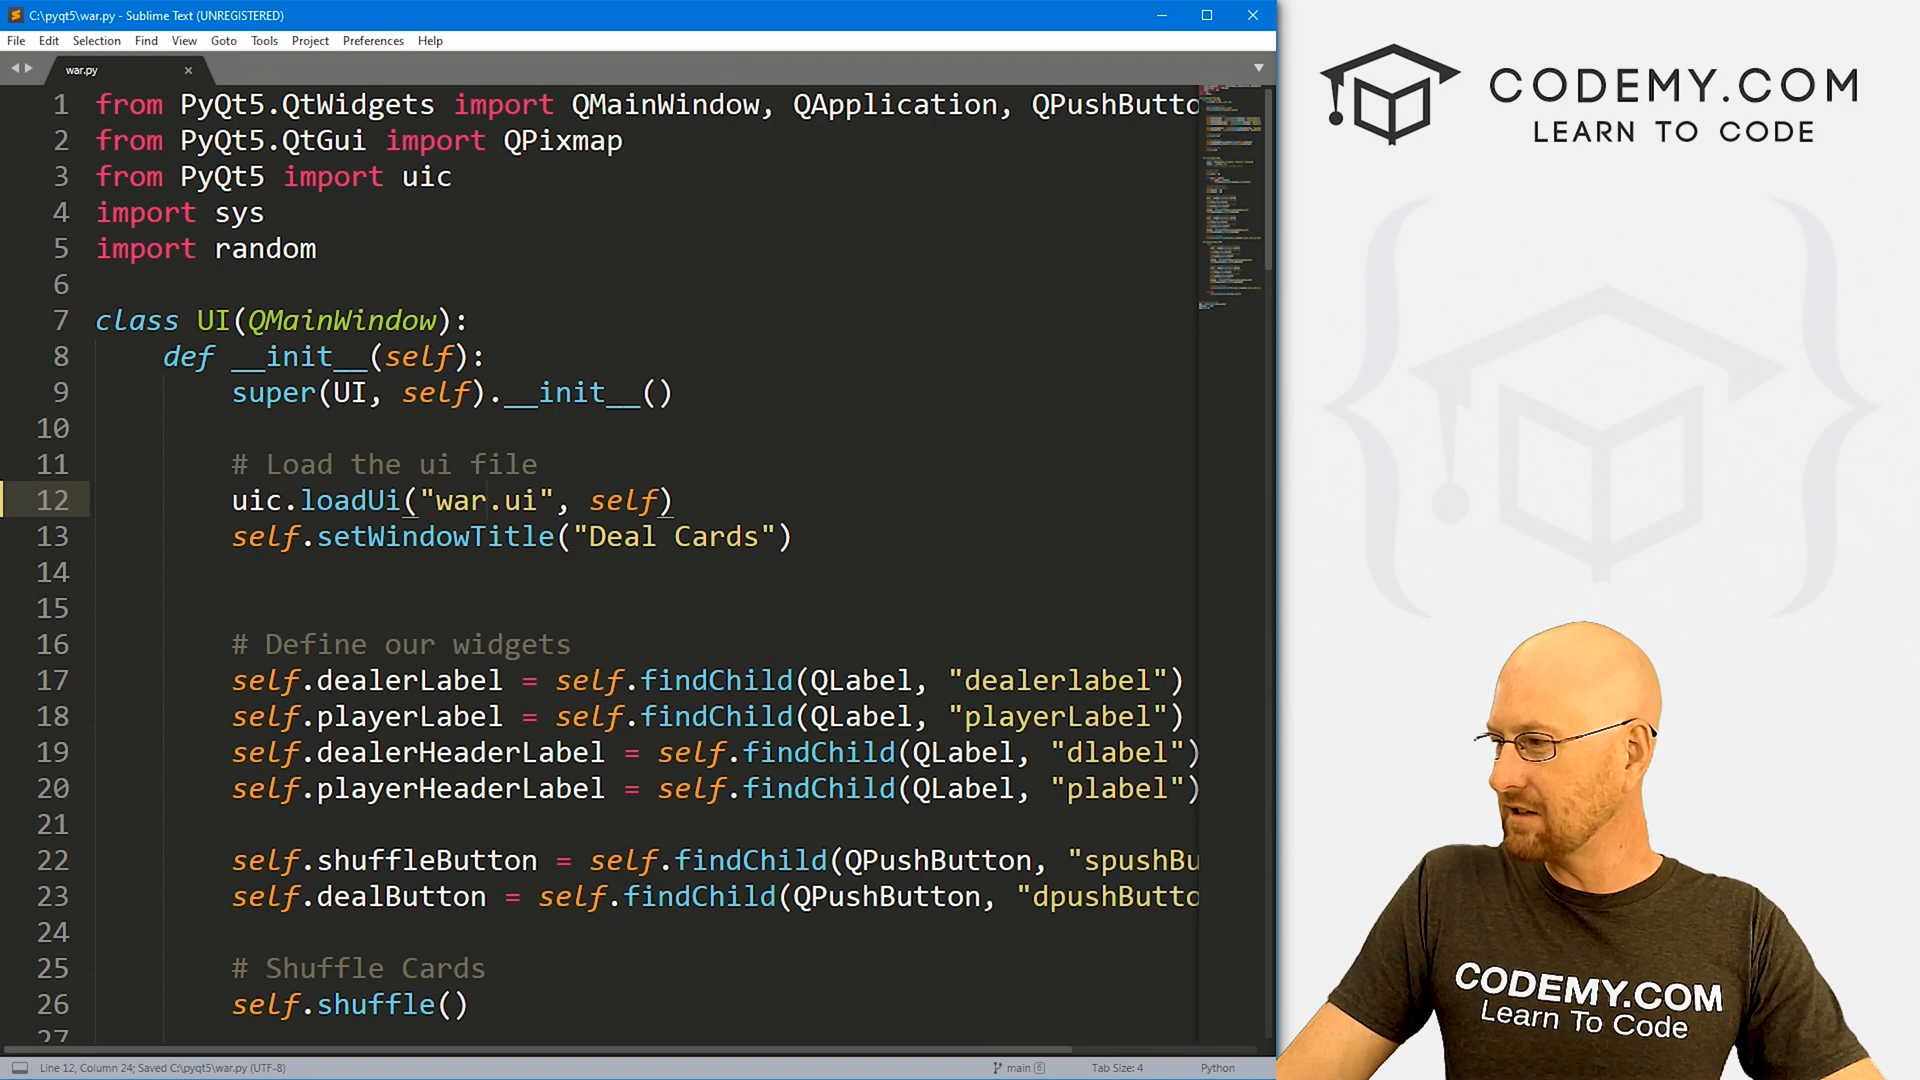 C:\pyqt5\war.py - Sublime Text (UNREGISTERED)
File Edit Selection Find View Goto Tools Project Preferences Help
war.py
1 from PyQt5.QtWidgets import QMainWindow, QApplication, QPushButto
2 from PyQt5.QtGui import QPixmap
3 from PyQt5 import uic
4 import sys
5 import random
6
7 class UI(QMainWindow):
8 def __init__(self):
9 super(UI, self).__init__()
10
11 # Load the ui file
12 uic.loadUi("war.ui", self)
13 self.setWindowTitle("Deal Cards")
14
15
16 # Define our widgets
17 self.dealerLabel = self.findChild(QLabel, "dealerlabel")
18 self.playerLabel = self.findChild(QLabel, "playerLabel")
19 self.dealerHeaderLabel = self.findChild(QLabel, "dlabel")
20 self.playerHeaderLabel = self.findChild(QLabel, "plabel")
21
22 self.shuffleButton = self.findChild(QPushButton, "spushBu
23 self.dealButton = self.findChild(QPushButton, "dpushButto
24
25 # Shuffle Cards
26 self.shuffle()
27
Line 12, Column 24; Saved C:\pyqt5\war.py (UTF-8)
main 6
Tab Size: 4
Python
CODEMY.COM
LEARN TO CODE
CODEMY.COM
Learn To Code